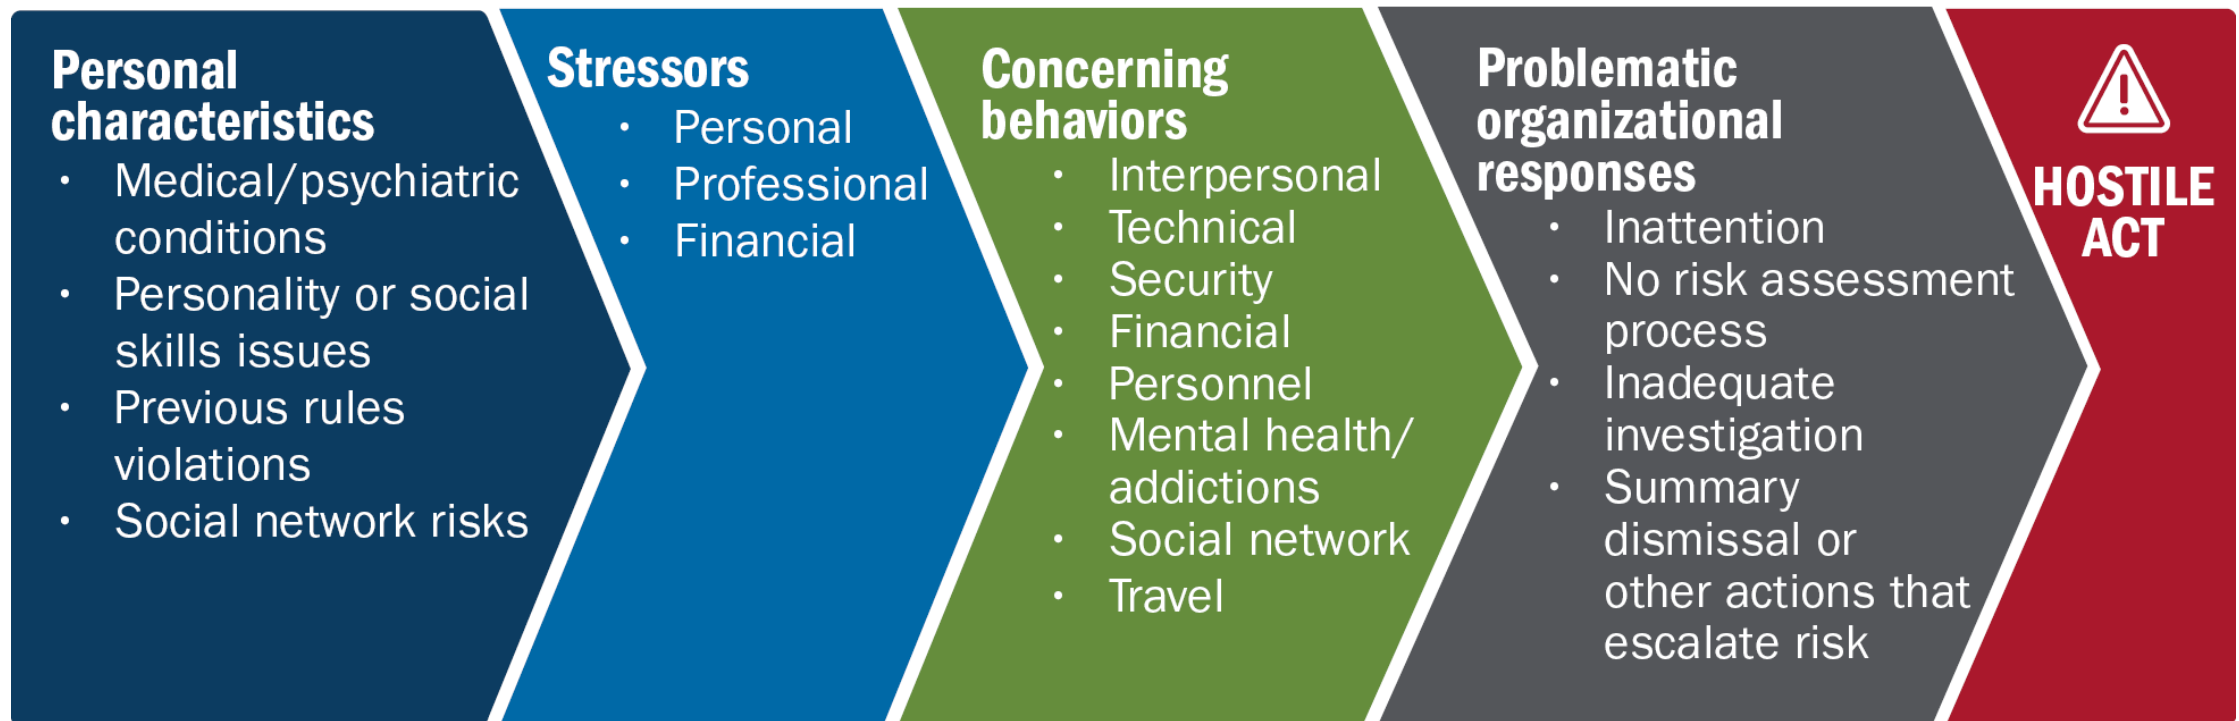 Personal
characteristics
• Medical/psychiatric
conditions
• Personality or social
skills issues
• Previous rules
violations
• Social network risks
Stressors
• Personal
• Professional
• Financial
Concerning
behaviors
• Interpersonal
• Technical
• Security
• Financial
• Personnel
• Mental health/
addictions
• Social network
• Travel
Problematic
organizational
responses
• Inattention
• No risk assessment
process
• Inadequate
investigation
• Summary
dismissal or
other actions that
escalate risk
HOSTILE
ACT